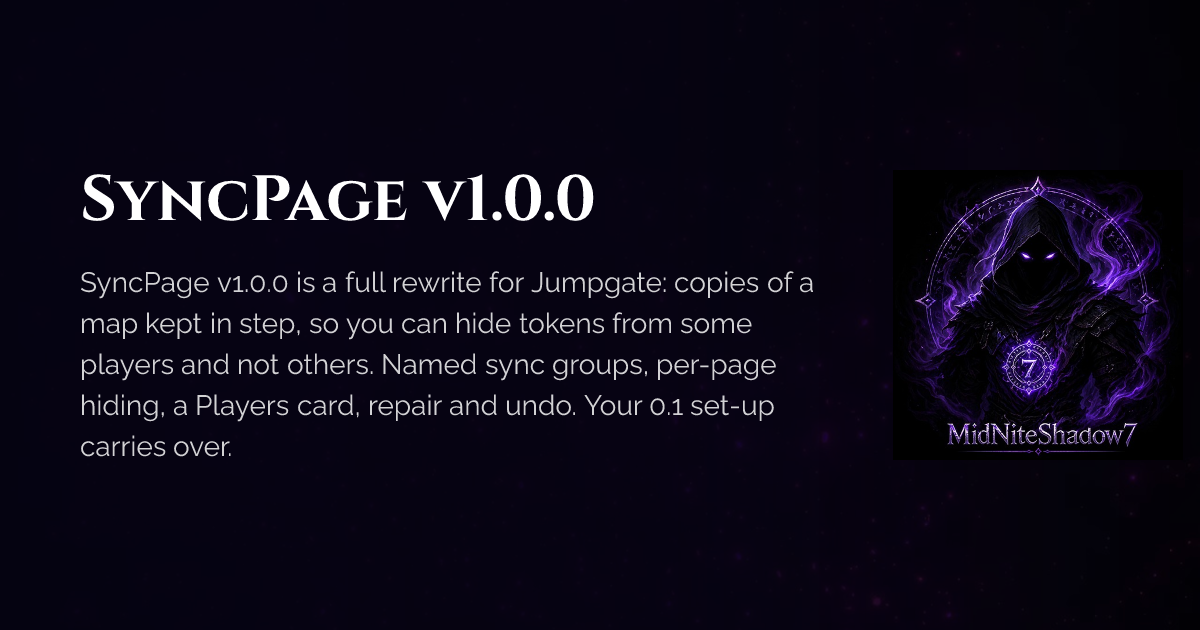 SyncPage v1.0.0
SyncPage v1.0.0 is a full rewrite for Jumpgate: copies of a
map kept in step, so you can hide tokens from some
players and not others. Named sync groups, per-page
hiding, a Players card, repair and undo. Your 0.1 set-up
carries over.
7
MidNiteShadow7